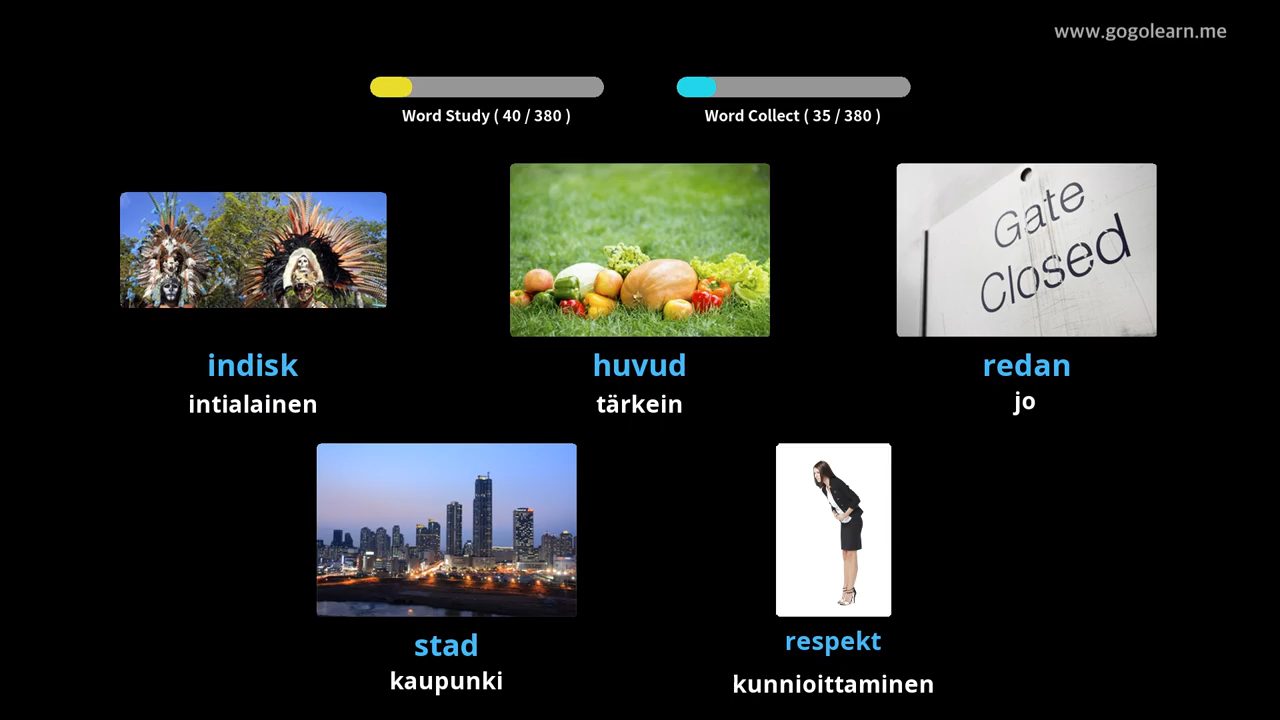 www.gogolearn.me
Word Study ( 40 / 380 )
Word Collect ( 35 / 380 )
Gate
Closed
indisk
intialainen
huvud
tärkein
redan
jo
stad
kaupunki
respekt
kunnioittaminen